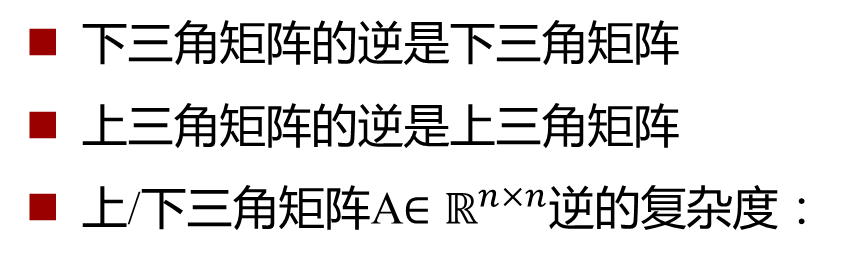 下三角矩阵的逆是下三角矩阵
上三角矩阵的逆是上三角矩阵
上/下三角矩阵A∈ ℝ^{n×n}逆的复杂度：